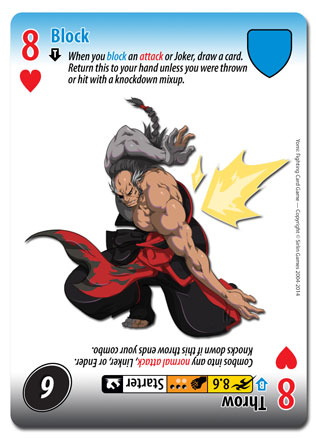 8
Block
When you block an attack or Joker, draw a card.
Return this to your hand unless you were thrown
or hit with a knockdown mixup.
Yomi Fighting Card Game — Copyright © Sirlin Games 2004-2014
8
Throw
8.6 Starter
Combos into any normal attack, Linker, or Ender.
Knocks down if this throw ends your combo.
9